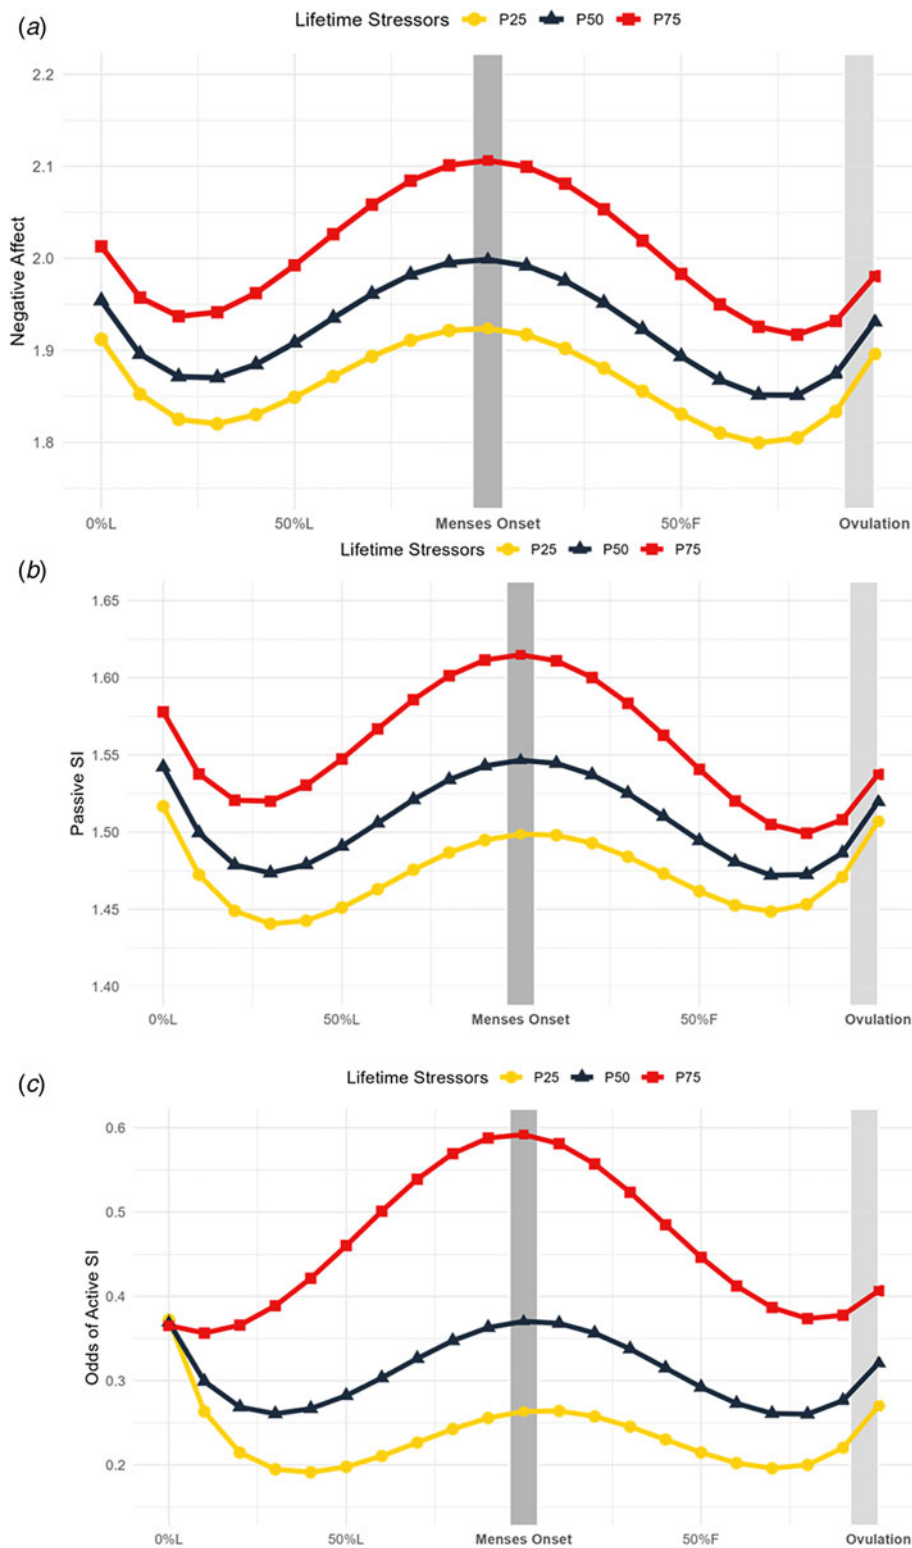 (a)
Lifetime Stressors P25 P50 P75
Negative Affect
2.2
2.1
2.0
1.9
1.8
0%L 50%L Menses Onset 50%F Ovulation
(b)
Lifetime Stressors P25 P50 P75
Passive SI
1.65
1.60
1.55
1.50
1.45
1.40
0%L 50%L Menses Onset 50%F Ovulation
(c)
Lifetime Stressors P25 P50 P75
Odds of Active SI
0.6
0.5
0.4
0.3
0.2
0%L 50%L Menses Onset 50%F Ovulation